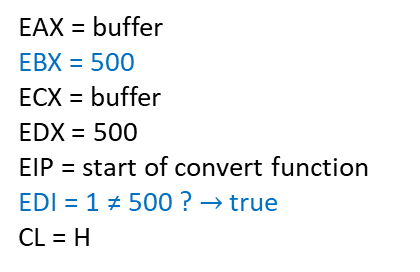 EAX = buffer
EBX = 500
ECX = buffer
EDX = 500
EIP = start of convert function
EDI = 1 ≠ 500 ? → true
CL = H